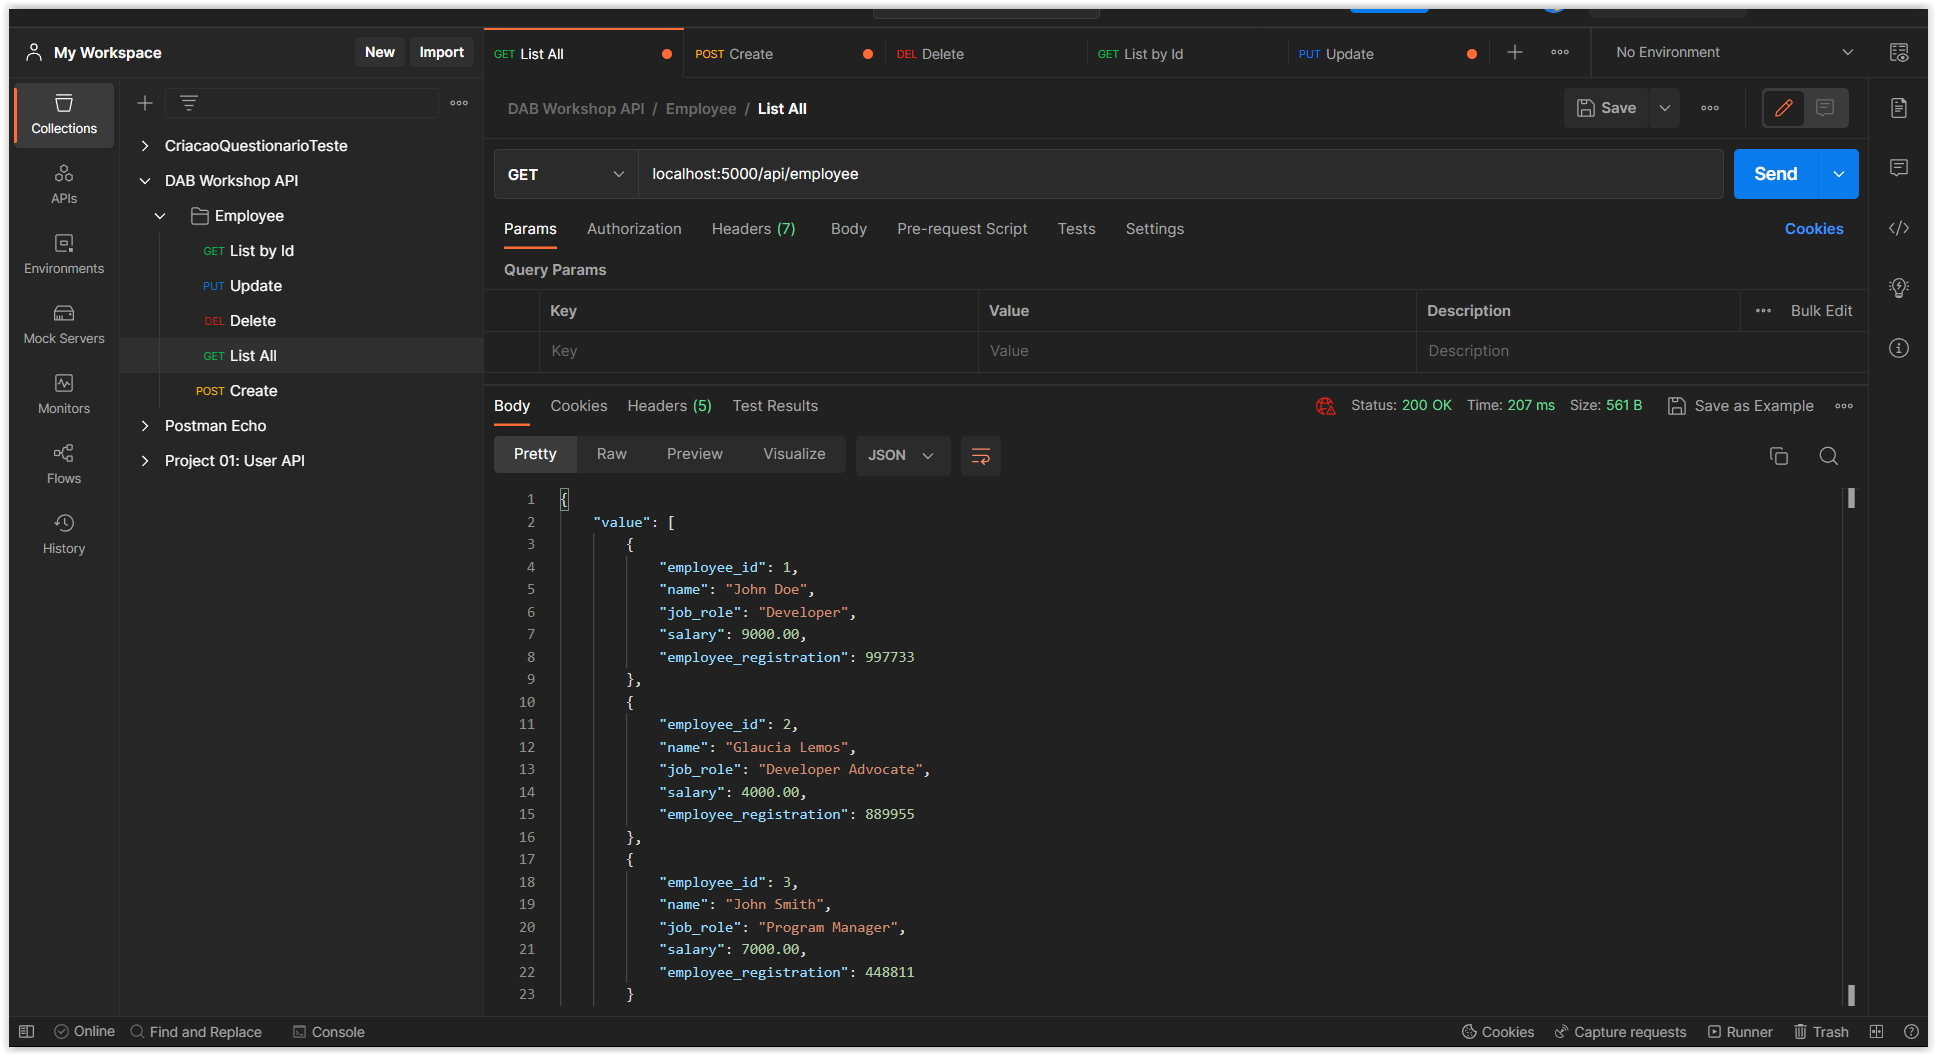 My Workspace
New
Import
GET List All
POST Create
DEL Delete
GET List by Id
PUT Update
No Environment
Collections
APIs
Environments
Mock Servers
Monitors
Flows
History
CriacaoQuestionarioTeste
DAB Workshop API
Employee
GET List by Id
PUT Update
DEL Delete
GET List All
POST Create
Postman Echo
Project 01: User API
DAB Workshop API / Employee / List All
Save
GET
localhost:5000/api/employee
Send
Params
Authorization
Headers (7)
Body
Pre-request Script
Tests
Settings
Cookies
Query Params
Key
Value
Description
Bulk Edit
Key
Value
Description
Body
Cookies
Headers (5)
Test Results
Status: 200 OK
Time: 207 ms
Size: 561 B
Save as Example
Pretty
Raw
Preview
Visualize
JSON
1 {
2 "value": [
3 {
4 "employee_id": 1,
5 "name": "John Doe",
6 "job_role": "Developer",
7 "salary": 9000.00,
8 "employee_registration": 997733
9 },
10 {
11 "employee_id": 2,
12 "name": "Glaucia Lemos",
13 "job_role": "Developer Advocate",
14 "salary": 4000.00,
15 "employee_registration": 889955
16 },
17 {
18 "employee_id": 3,
19 "name": "John Smith",
20 "job_role": "Program Manager",
21 "salary": 7000.00,
22 "employee_registration": 448811
23 }
Online
Find and Replace
Console
Cookies
Capture requests
Runner
Trash